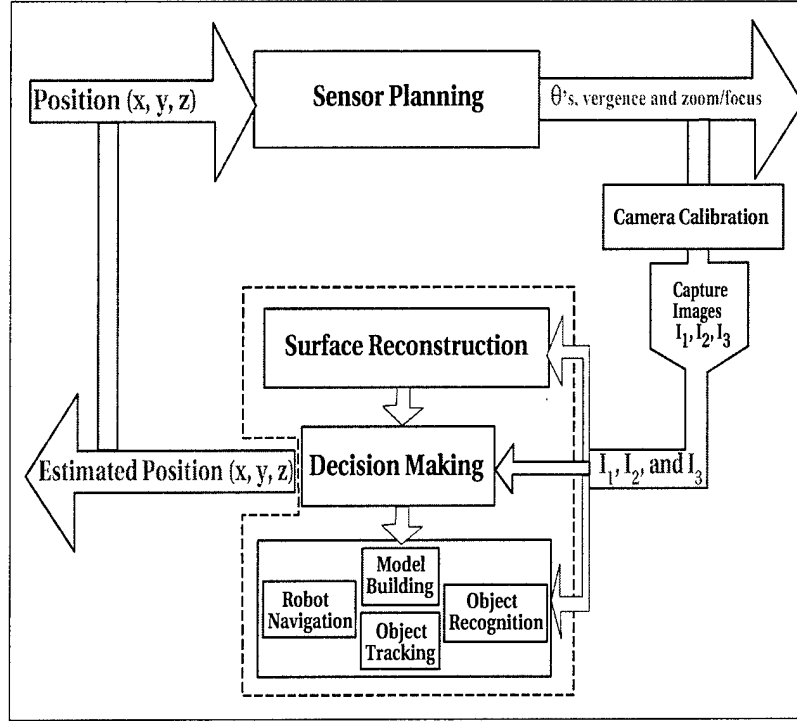 Position (x, y, z)
Sensor Planning
θ's, vergence and zoom/focus
Camera Calibration
Capture
Images
I₁, I₂, I₃
Surface Reconstruction
Decision Making
I₁, I₂, and I₃
Estimated Position (x, y, z)
Model
Building
Robot
Navigation
Object
Recognition
Object
Tracking